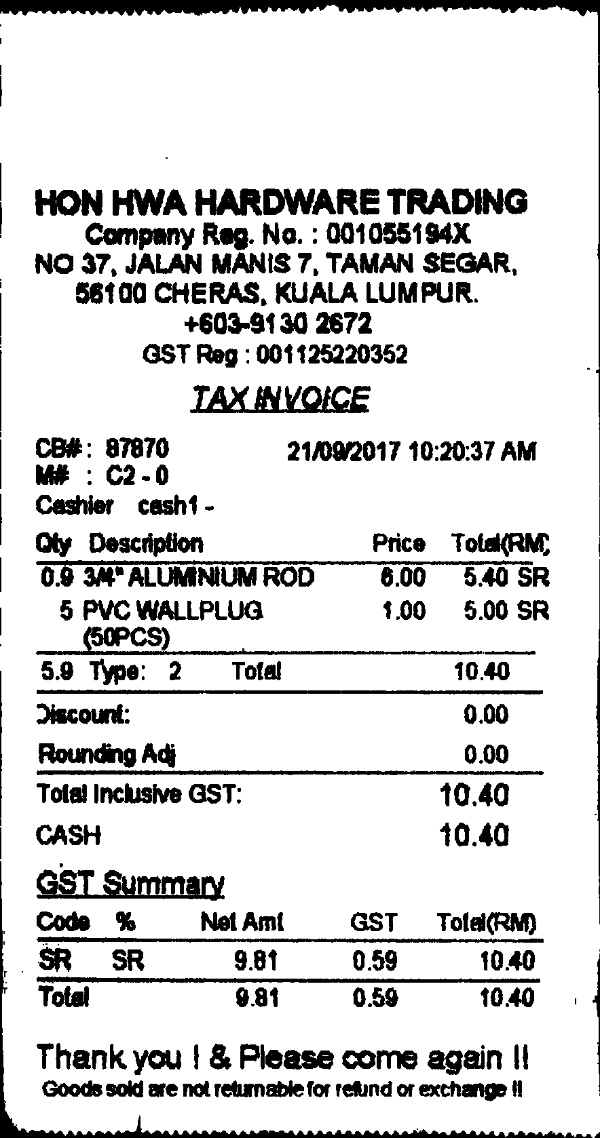 HON HWA HARDWARE TRADING
Company Reg. No. : 001055194X
NO 37, JALAN MANIS 7, TAMAN SEGAR,
56100 CHERAS, KUALA LUMPUR.
+603-9130 2672
GST Reg : 001125220352
TAX INVOICE
CB# : 87870 21/09/2017 10:20:37 AM
M# : C2 - 0
Cashier cash1 -
Qty Description Price Total(RM)
0.9 3/4" ALUMINIUM ROD 6.00 5.40 SR
5 PVC WALLPLUG 1.00 5.00 SR
(50PCS)
5.9 Type: 2 Total 10.40
Discount: 0.00
Rounding Adj 0.00
Total Inclusive GST: 10.40
CASH 10.40
GST Summary
Code % Net Amt GST Total(RM)
SR SR 9.81 0.59 10.40
Total 9.81 0.59 10.40
Thank you ! & Please come again !!
Goods sold are not returnable for refund or exchange !!